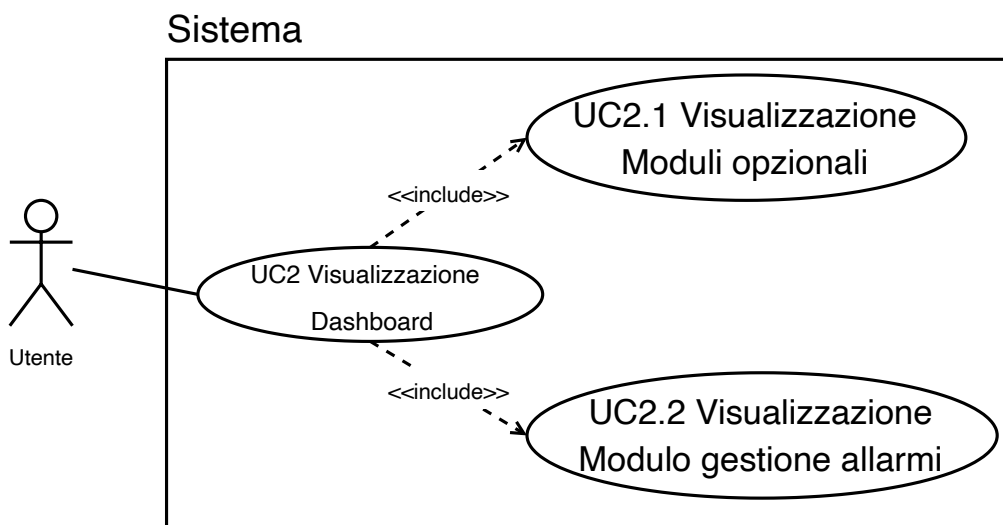 Sistema
UC2.1 Visualizzazione
Moduli opzionali
<<include>>
UC2 Visualizzazione
Dashboard
Utente
<<include>>
UC2.2 Visualizzazione
Modulo gestione allarmi